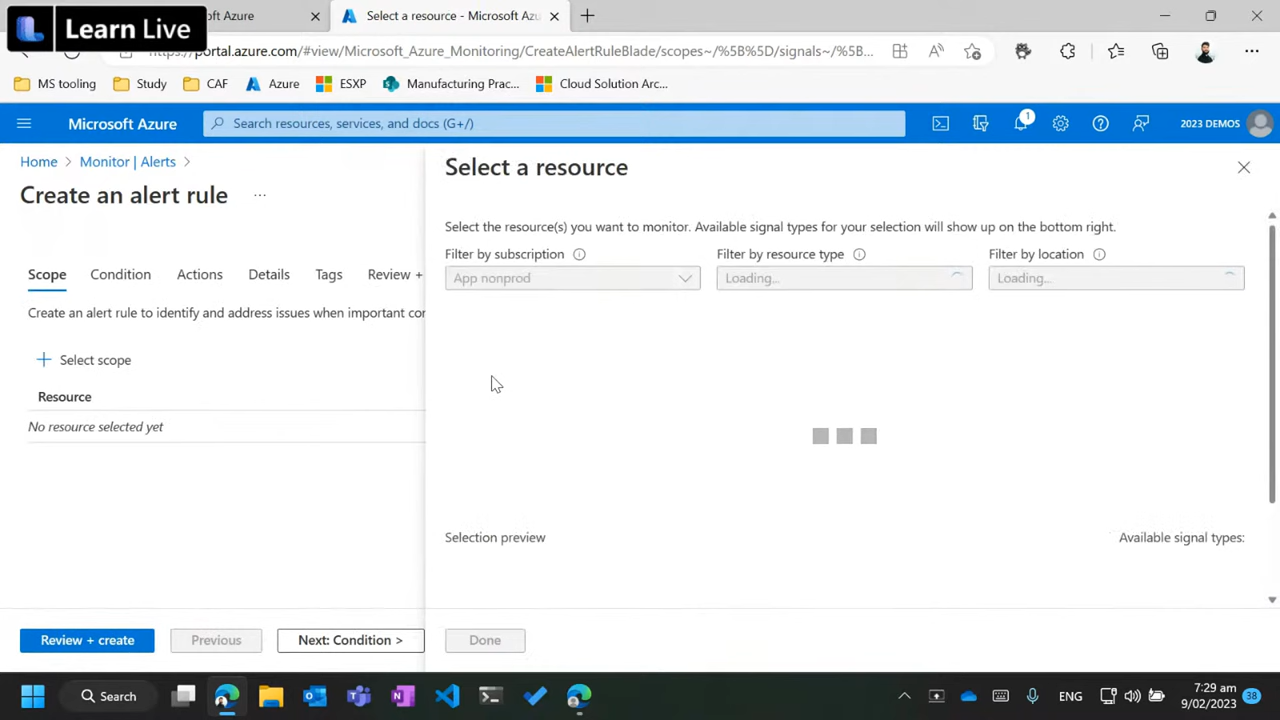 Learn Live
soft Azure
Select a resource - Microsoft Azu
https://portal.azure.com/#view/Microsoft_Azure_Monitoring/CreateAlertRuleBlade/scopes~/%5B%5D/signals~/%5B...
MS tooling
Study
CAF
Azure
ESXP
Manufacturing Prac...
Cloud Solution Arc...
Microsoft Azure
Search resources, services, and docs (G+/)
1
2023 DEMOS
Home > Monitor | Alerts >
Create an alert rule ...
Scope
Condition
Actions
Details
Tags
Review +
Create an alert rule to identify and address issues when important con
+ Select scope
Resource
No resource selected yet
Review + create
Previous
Next: Condition >
Select a resource
Select the resource(s) you want to monitor. Available signal types for your selection will show up on the bottom right.
Filter by subscription
App nonprod
Filter by resource type
Loading...
Filter by location
Loading...
Selection preview
Available signal types:
Done
Search
ENG
7:29 am
9/02/2023
38